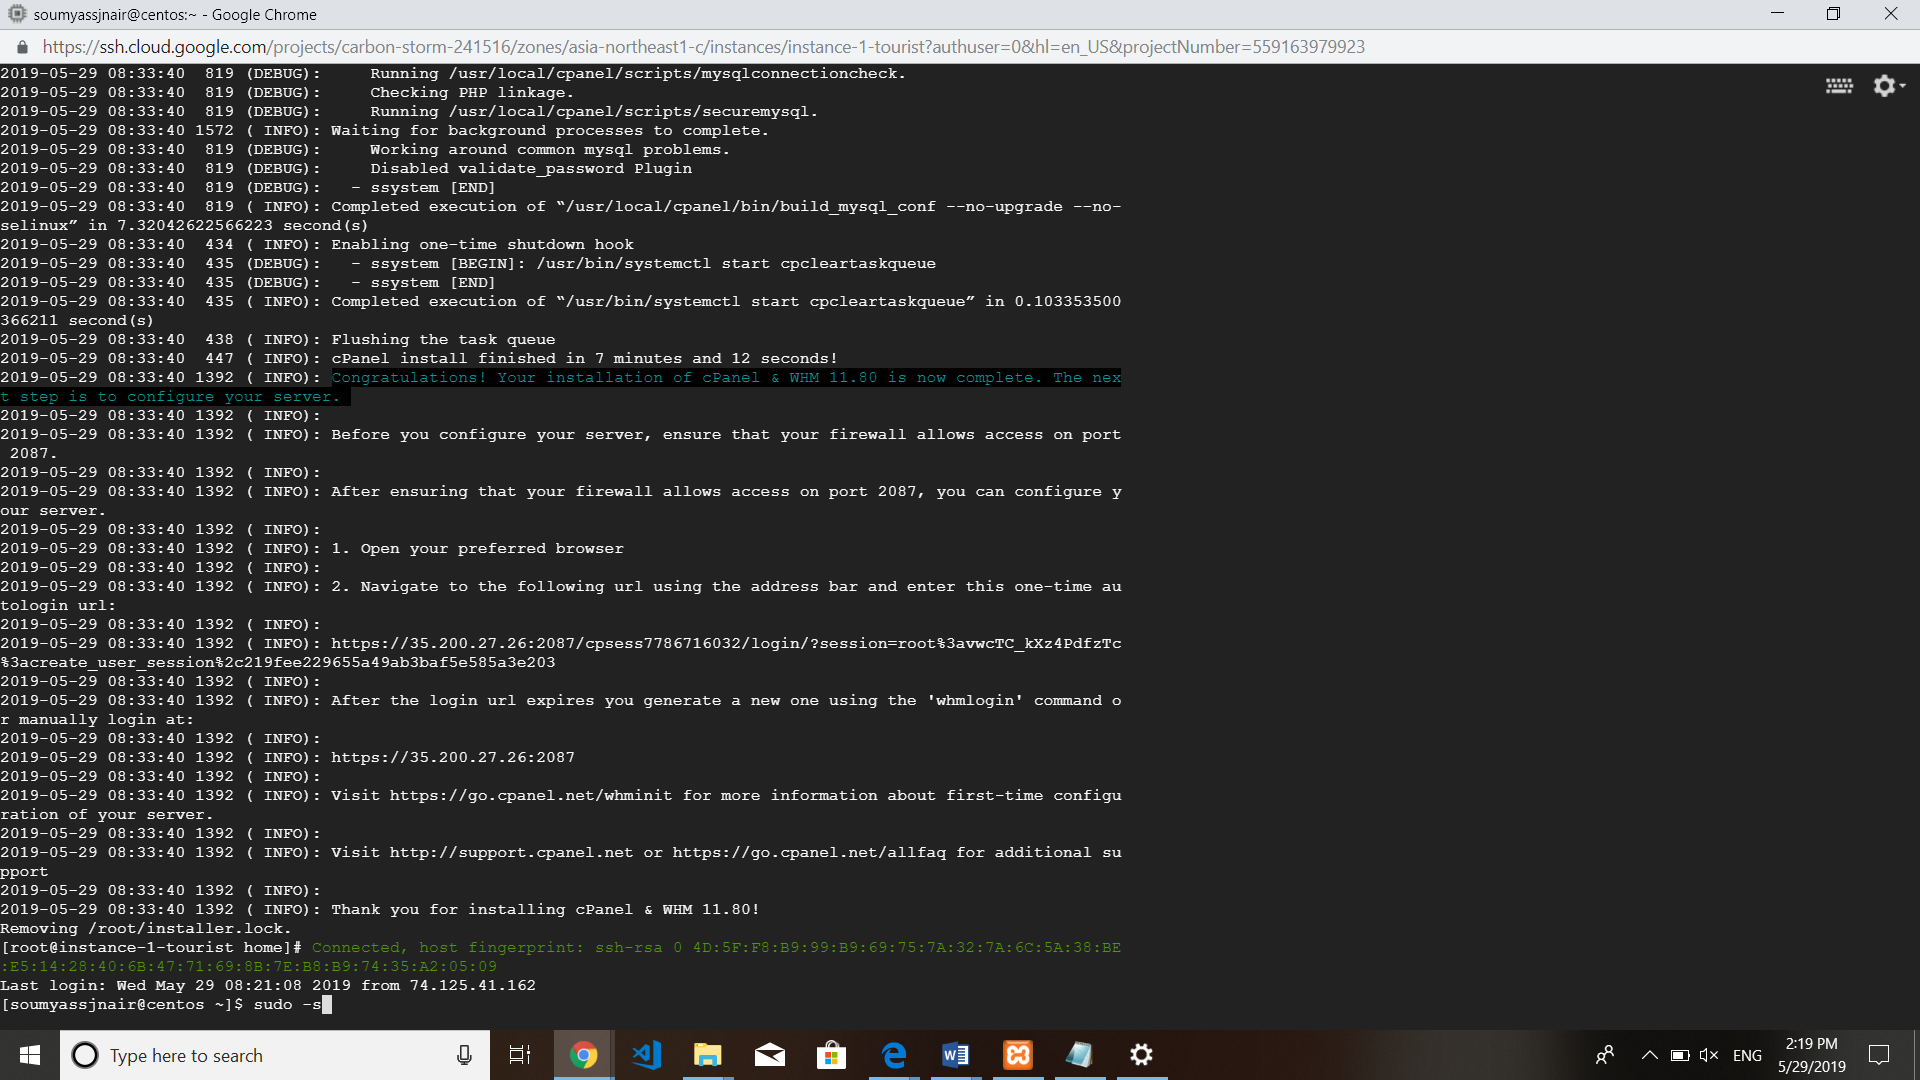 soumyassjnair@centos:~ - Google Chrome
https://ssh.cloud.google.com/projects/carbon-storm-241516/zones/asia-northeast1-c/instances/instance-1-tourist?authuser=0&hl=en_US&projectNumber=559163979923
2019-05-29 08:33:40  819 (DEBUG):     Running /usr/local/cpanel/scripts/mysqlconnectioncheck.
2019-05-29 08:33:40  819 (DEBUG):     Checking PHP linkage.
2019-05-29 08:33:40  819 (DEBUG):     Running /usr/local/cpanel/scripts/securemysql.
2019-05-29 08:33:40 1572 ( INFO): Waiting for background processes to complete.
2019-05-29 08:33:40  819 (DEBUG):     Working around common mysql problems.
2019-05-29 08:33:40  819 (DEBUG):     Disabled validate_password Plugin
2019-05-29 08:33:40  819 (DEBUG):   - ssystem [END]
2019-05-29 08:33:40  819 ( INFO): Completed execution of “/usr/local/cpanel/bin/build_mysql_conf --no-upgrade --no-
selinux” in 7.32042622566223 second(s)
2019-05-29 08:33:40  434 ( INFO): Enabling one-time shutdown hook
2019-05-29 08:33:40  435 (DEBUG):   - ssystem [BEGIN]: /usr/bin/systemctl start cpcleartaskqueue
2019-05-29 08:33:40  435 (DEBUG):   - ssystem [END]
2019-05-29 08:33:40  435 ( INFO): Completed execution of “/usr/bin/systemctl start cpcleartaskqueue” in 0.103353500
366211 second(s)
2019-05-29 08:33:40  438 ( INFO): Flushing the task queue
2019-05-29 08:33:40  447 ( INFO): cPanel install finished in 7 minutes and 12 seconds!
2019-05-29 08:33:40 1392 ( INFO): Congratulations! Your installation of cPanel & WHM 11.80 is now complete. The nex
t step is to configure your server.
2019-05-29 08:33:40 1392 ( INFO):
2019-05-29 08:33:40 1392 ( INFO): Before you configure your server, ensure that your firewall allows access on port
 2087.
2019-05-29 08:33:40 1392 ( INFO):
2019-05-29 08:33:40 1392 ( INFO): After ensuring that your firewall allows access on port 2087, you can configure y
our server.
2019-05-29 08:33:40 1392 ( INFO):
2019-05-29 08:33:40 1392 ( INFO): 1. Open your preferred browser
2019-05-29 08:33:40 1392 ( INFO):
2019-05-29 08:33:40 1392 ( INFO): 2. Navigate to the following url using the address bar and enter this one-time au
tologin url:
2019-05-29 08:33:40 1392 ( INFO):
2019-05-29 08:33:40 1392 ( INFO): https://35.200.27.26:2087/cpsess7786716032/login/?session=root%3avwcTC_kXz4PdfzTc
%3acreate_user_session%2c219fee229655a49ab3baf5e585a3e203
2019-05-29 08:33:40 1392 ( INFO):
2019-05-29 08:33:40 1392 ( INFO): After the login url expires you generate a new one using the 'whmlogin' command o
r manually login at:
2019-05-29 08:33:40 1392 ( INFO):
2019-05-29 08:33:40 1392 ( INFO): https://35.200.27.26:2087
2019-05-29 08:33:40 1392 ( INFO):
2019-05-29 08:33:40 1392 ( INFO): Visit https://go.cpanel.net/whminit for more information about first-time configu
ration of your server.
2019-05-29 08:33:40 1392 ( INFO):
2019-05-29 08:33:40 1392 ( INFO): Visit http://support.cpanel.net or https://go.cpanel.net/allfaq for additional su
pport
2019-05-29 08:33:40 1392 ( INFO):
2019-05-29 08:33:40 1392 ( INFO): Thank you for installing cPanel & WHM 11.80!
Removing /root/installer.lock.
[root@instance-1-tourist home]# Connected, host fingerprint: ssh-rsa 0 4D:5F:F8:B9:99:B9:69:75:7A:32:7A:6C:5A:38:BE
:E5:14:28:40:6B:47:71:69:8B:7E:B8:B9:74:35:A2:05:09
Last login: Wed May 29 08:21:08 2019 from 74.125.41.162
[soumyassjnair@centos ~]$ sudo -s
Type here to search
ENG
2:19 PM
5/29/2019